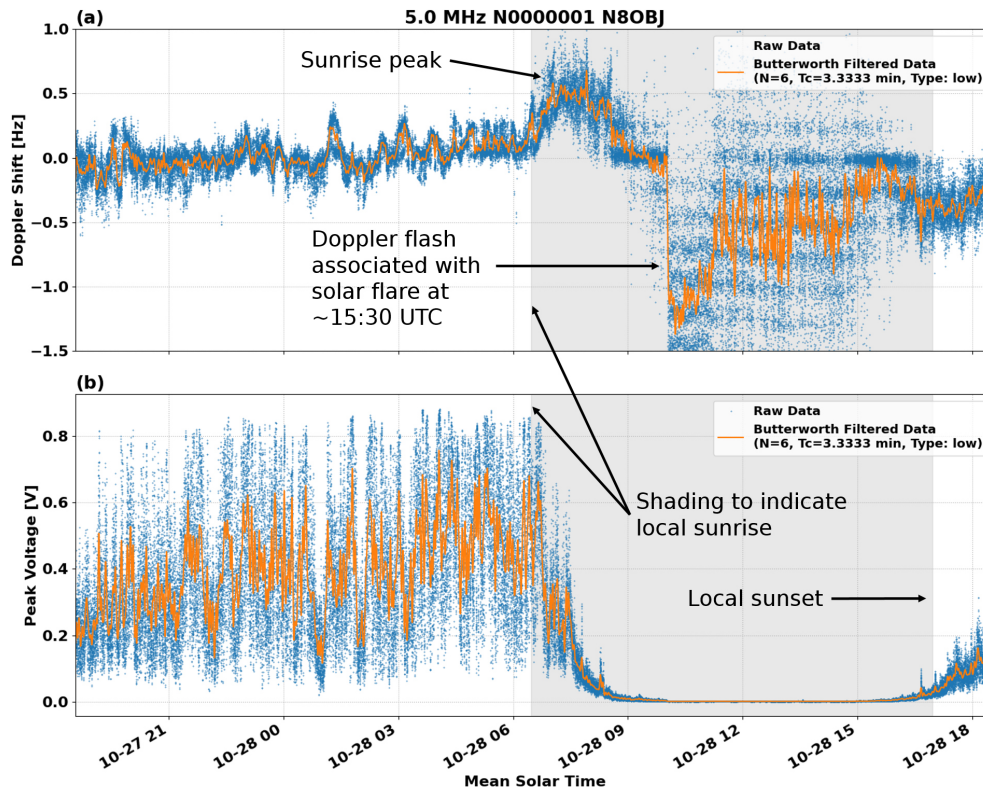 (a)
5.0 MHz N0000001 N8OBJ
1.0
0.5
0.0
−0.5
−1.0
−1.5
Doppler Shift [Hz]
Sunrise peak
Raw Data
Butterworth Filtered Data
(N=6, Tc=3.3333 min, Type: low)
Doppler flash
associated with
solar flare at
~15:30 UTC
(b)
0.8
0.6
0.4
0.2
0.0
Peak Voltage [V]
Raw Data
Butterworth Filtered Data
(N=6, Tc=3.3333 min, Type: low)
Shading to indicate
local sunrise
Local sunset
10-27 21
10-28 00
10-28 03
10-28 06
10-28 09
10-28 12
10-28 15
10-28 18
Mean Solar Time